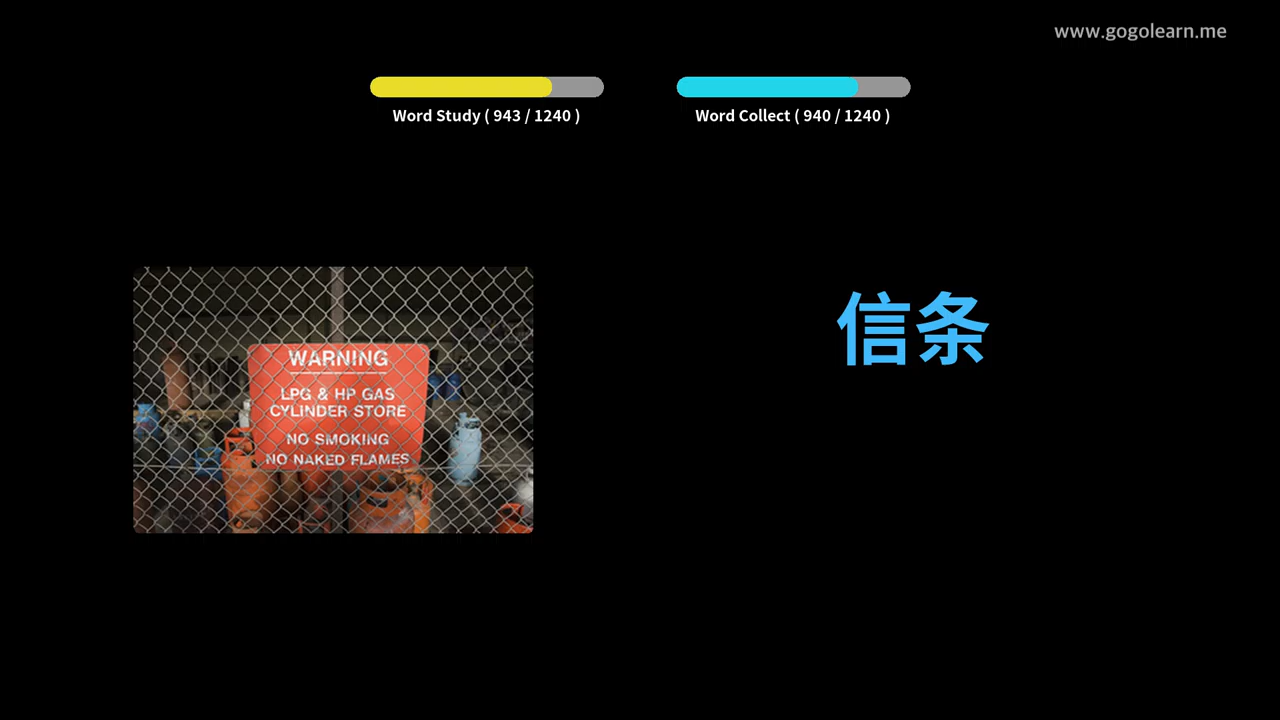 www.gogolearn.me
Word Study ( 943 / 1240 )
Word Collect ( 940 / 1240 )
WARNING
LPG & HP GAS
CYLINDER STORE
NO SMOKING
NO NAKED FLAMES
信条